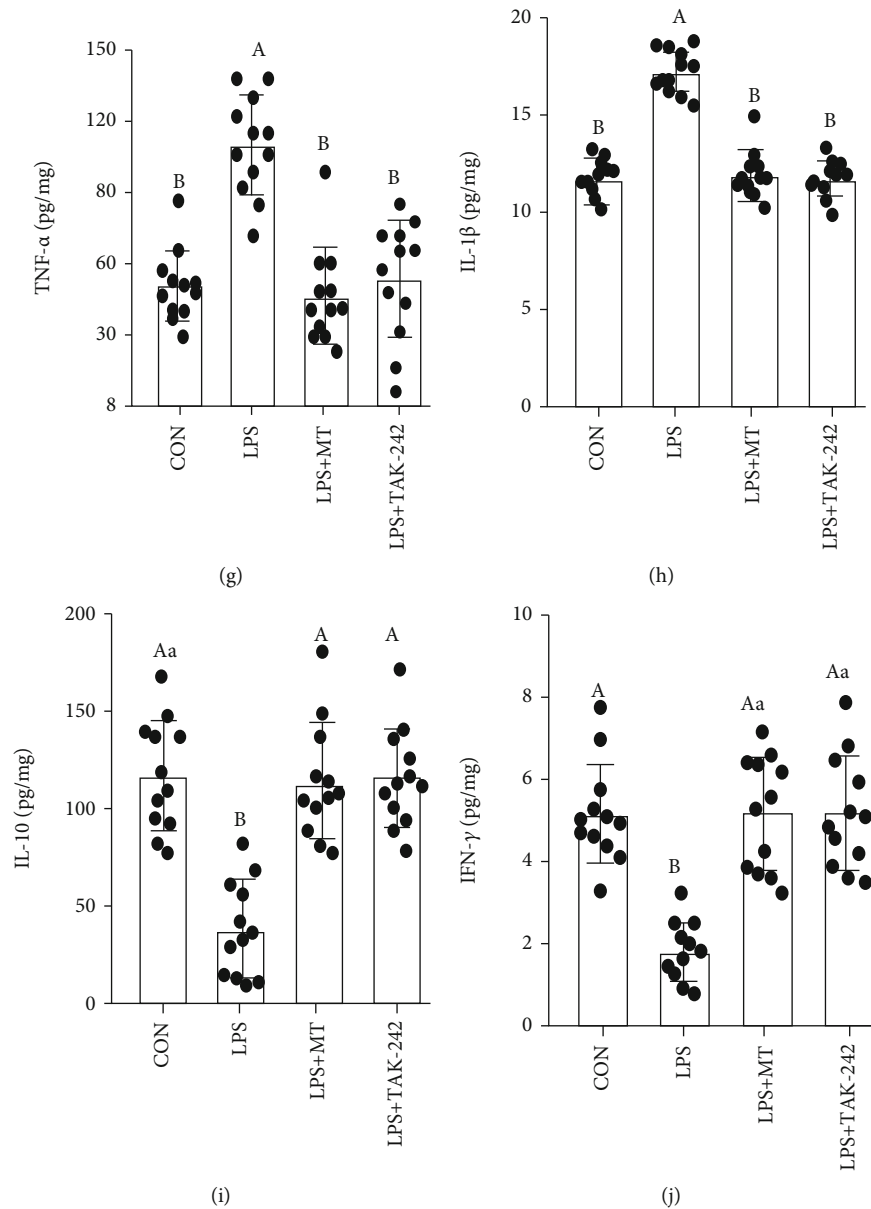 TNF-α (pg/mg)
150
120
80
60
30
8
B
A
B
B
CON
LPS
LPS+MT
LPS+TAK-242
(g)
IL-1β (pg/mg)
20
15
10
5
0
B
A
B
B
CON
LPS
LPS+MT
LPS+TAK-242
(h)
IL-10 (pg/mg)
200
150
100
50
0
Aa
B
A
A
CON
LPS
LPS+MT
LPS+TAK-242
(i)
IFN-γ (pg/mg)
10
8
6
4
2
0
A
B
Aa
Aa
CON
LPS
LPS+MT
LPS+TAK-242
(j)